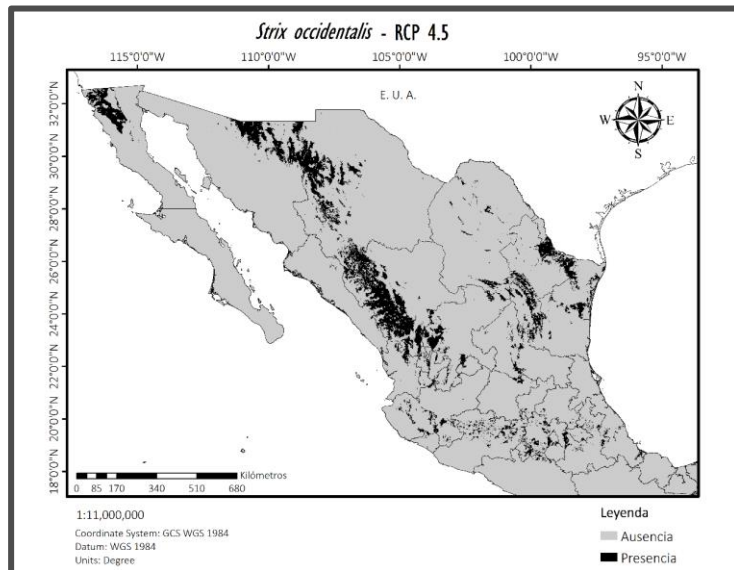 Strix occidentalis - RCP 4.5
115°0'0"W 110°0'0"W 105°0'0"W 100°0'0"W 95°0'0"W
E. U. A.
N
W E
S
32°0'0"N
30°0'0"N
28°0'0"N
26°0'0"N
24°0'0"N
22°0'0"N
20°0'0"N
18°0'0"N
Kilómetros
0 85 170 340 510 680
1:11,000,000
Coordinate System: GCS WGS 1984
Datum: WGS 1984
Units: Degree
Leyenda
Ausencia
Presencia